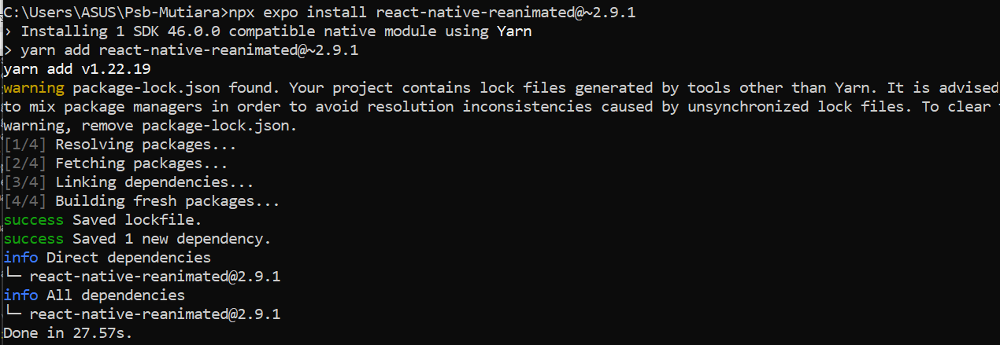 C:\Users\ASUS\Psb-Mutiara>npx expo install react-native-reanimated@~2.9.1
› Installing 1 SDK 46.0.0 compatible native module using Yarn
> yarn add react-native-reanimated@~2.9.1
yarn add v1.22.19
warning package-lock.json found. Your project contains lock files generated by tools other than Yarn. It is advised
to mix package managers in order to avoid resolution inconsistencies caused by unsynchronized lock files. To clear
warning, remove package-lock.json.
[1/4] Resolving packages...
[2/4] Fetching packages...
[3/4] Linking dependencies...
[4/4] Building fresh packages...
success Saved lockfile.
success Saved 1 new dependency.
info Direct dependencies
└─ react-native-reanimated@2.9.1
info All dependencies
└─ react-native-reanimated@2.9.1
Done in 27.57s.